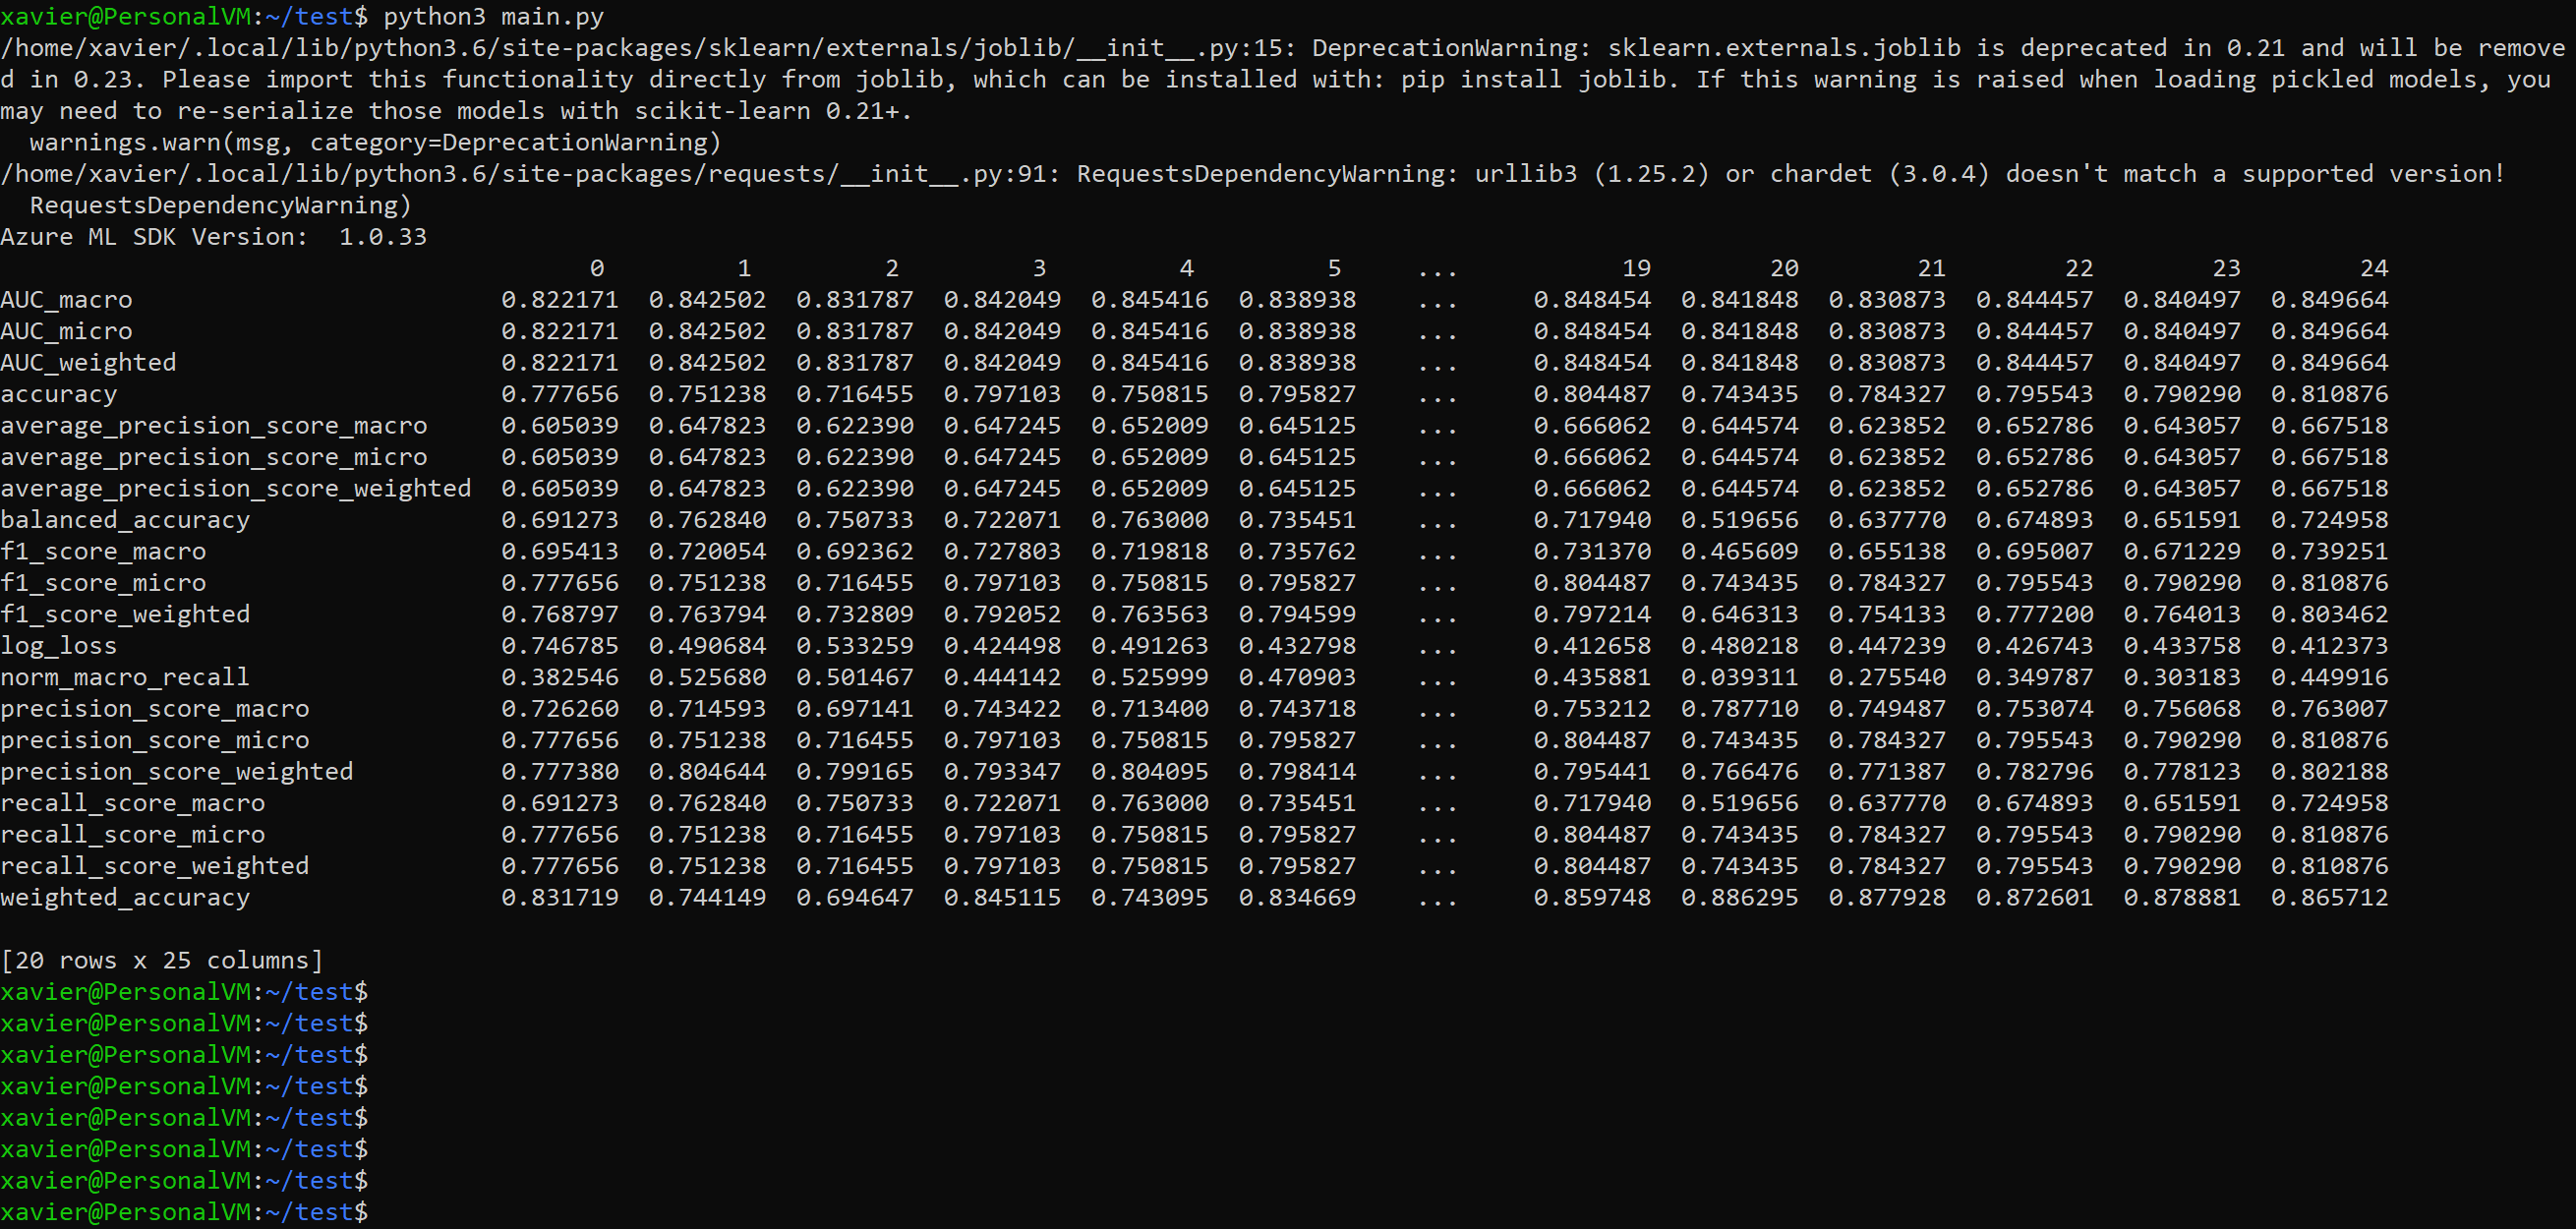 xavier@PersonalVM:~/test$ python3 main.py
/home/xavier/.local/lib/python3.6/site-packages/sklearn/externals/joblib/__init__.py:15: DeprecationWarning: sklearn.externals.joblib is deprecated in 0.21 and will be remove
d in 0.23. Please import this functionality directly from joblib, which can be installed with: pip install joblib. If this warning is raised when loading pickled models, you
may need to re-serialize those models with scikit-learn 0.21+.
  warnings.warn(msg, category=DeprecationWarning)
/home/xavier/.local/lib/python3.6/site-packages/requests/__init__.py:91: RequestsDependencyWarning: urllib3 (1.25.2) or chardet (3.0.4) doesn't match a supported version!
  RequestsDependencyWarning)
Azure ML SDK Version:  1.0.33
0 1 2 3 4 5 ... 19 20 21 22 23 24
AUC_macro 0.822171 0.842502 0.831787 0.842049 0.845416 0.838938 ... 0.848454 0.841848 0.830873 0.844457 0.840497 0.849664
AUC_micro 0.822171 0.842502 0.831787 0.842049 0.845416 0.838938 ... 0.848454 0.841848 0.830873 0.844457 0.840497 0.849664
AUC_weighted 0.822171 0.842502 0.831787 0.842049 0.845416 0.838938 ... 0.848454 0.841848 0.830873 0.844457 0.840497 0.849664
accuracy 0.777656 0.751238 0.716455 0.797103 0.750815 0.795827 ... 0.804487 0.743435 0.784327 0.795543 0.790290 0.810876
average_precision_score_macro 0.605039 0.647823 0.622390 0.647245 0.652009 0.645125 ... 0.666062 0.644574 0.623852 0.652786 0.643057 0.667518
average_precision_score_micro 0.605039 0.647823 0.622390 0.647245 0.652009 0.645125 ... 0.666062 0.644574 0.623852 0.652786 0.643057 0.667518
average_precision_score_weighted 0.605039 0.647823 0.622390 0.647245 0.652009 0.645125 ... 0.666062 0.644574 0.623852 0.652786 0.643057 0.667518
balanced_accuracy 0.691273 0.762840 0.750733 0.722071 0.763000 0.735451 ... 0.717940 0.519656 0.637770 0.674893 0.651591 0.724958
f1_score_macro 0.695413 0.720054 0.692362 0.727803 0.719818 0.735762 ... 0.731370 0.465609 0.655138 0.695007 0.671229 0.739251
f1_score_micro 0.777656 0.751238 0.716455 0.797103 0.750815 0.795827 ... 0.804487 0.743435 0.784327 0.795543 0.790290 0.810876
f1_score_weighted 0.768797 0.763794 0.732809 0.792052 0.763563 0.794599 ... 0.797214 0.646313 0.754133 0.777200 0.764013 0.803462
log_loss 0.746785 0.490684 0.533259 0.424498 0.491263 0.432798 ... 0.412658 0.480218 0.447239 0.426743 0.433758 0.412373
norm_macro_recall 0.382546 0.525680 0.501467 0.444142 0.525999 0.470903 ... 0.435881 0.039311 0.275540 0.349787 0.303183 0.449916
precision_score_macro 0.726260 0.714593 0.697141 0.743422 0.713400 0.743718 ... 0.753212 0.787710 0.749487 0.753074 0.756068 0.763007
precision_score_micro 0.777656 0.751238 0.716455 0.797103 0.750815 0.795827 ... 0.804487 0.743435 0.784327 0.795543 0.790290 0.810876
precision_score_weighted 0.777380 0.804644 0.799165 0.793347 0.804095 0.798414 ... 0.795441 0.766476 0.771387 0.782796 0.778123 0.802188
recall_score_macro 0.691273 0.762840 0.750733 0.722071 0.763000 0.735451 ... 0.717940 0.519656 0.637770 0.674893 0.651591 0.724958
recall_score_micro 0.777656 0.751238 0.716455 0.797103 0.750815 0.795827 ... 0.804487 0.743435 0.784327 0.795543 0.790290 0.810876
recall_score_weighted 0.777656 0.751238 0.716455 0.797103 0.750815 0.795827 ... 0.804487 0.743435 0.784327 0.795543 0.790290 0.810876
weighted_accuracy 0.831719 0.744149 0.694647 0.845115 0.743095 0.834669 ... 0.859748 0.886295 0.877928 0.872601 0.878881 0.865712
[20 rows x 25 columns]
xavier@PersonalVM:~/test$
xavier@PersonalVM:~/test$
xavier@PersonalVM:~/test$
xavier@PersonalVM:~/test$
xavier@PersonalVM:~/test$
xavier@PersonalVM:~/test$
xavier@PersonalVM:~/test$
xavier@PersonalVM:~/test$